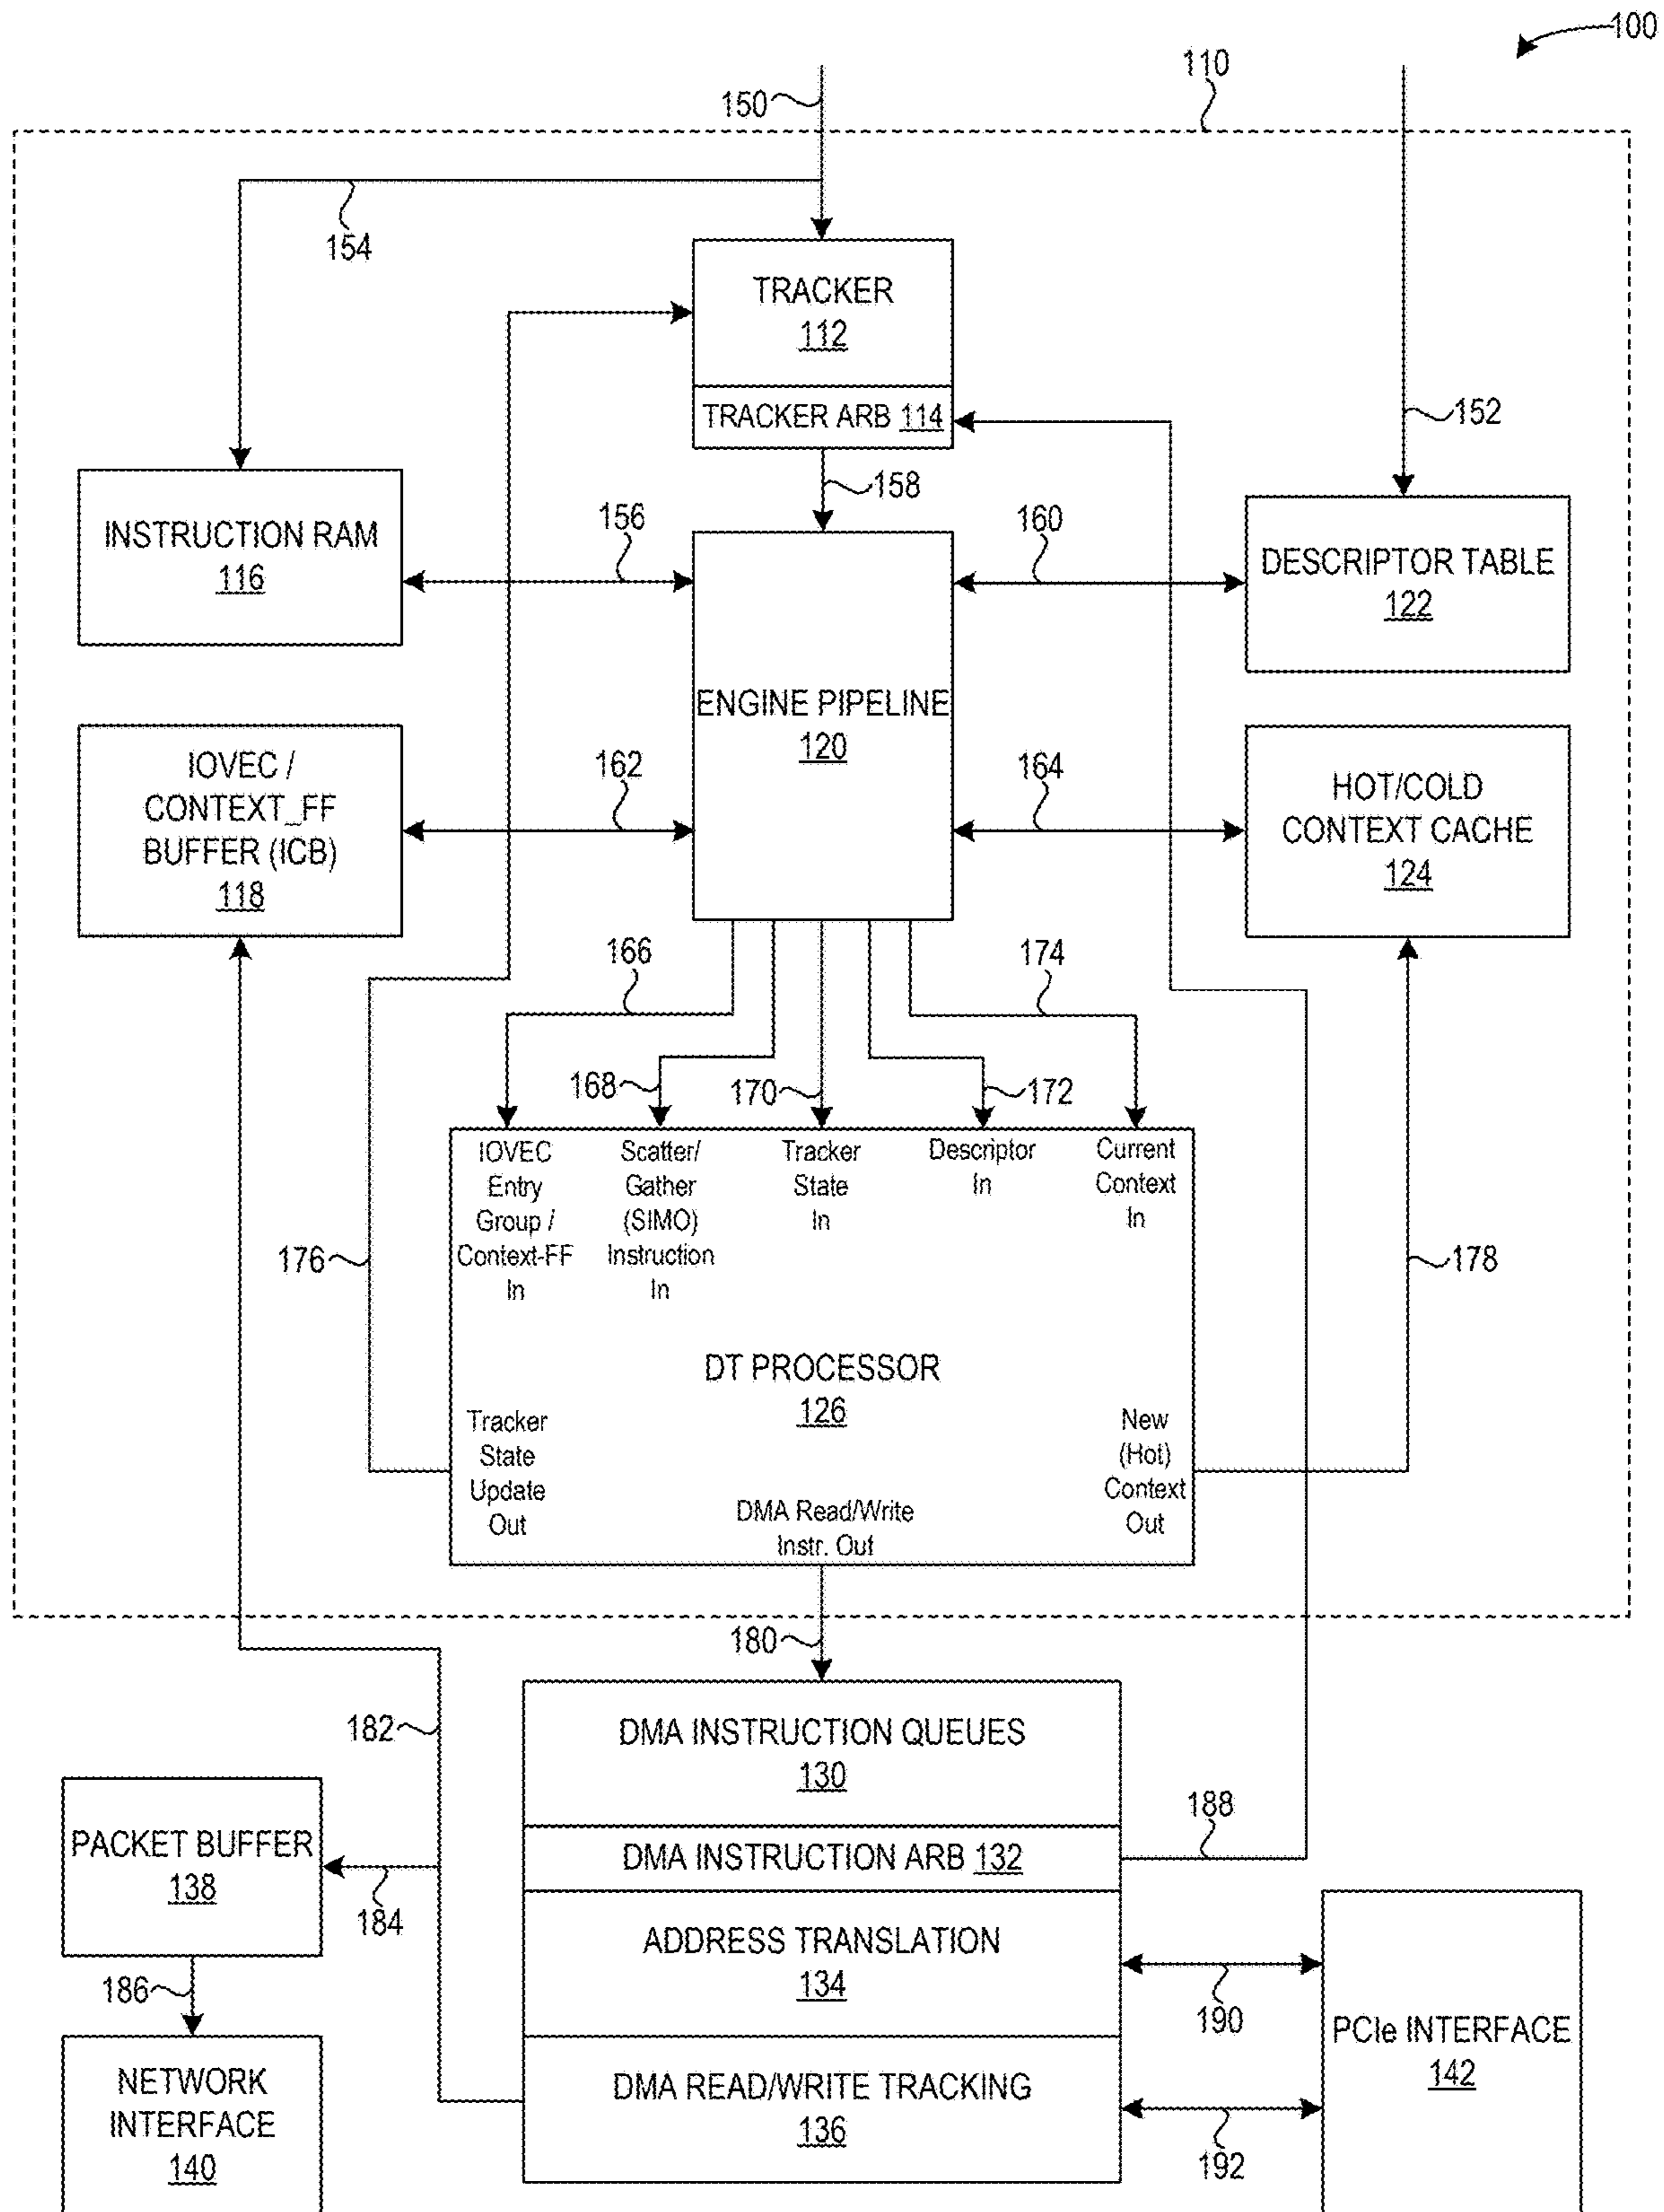 100
110
150
154
TRACKER
112
TRACKER ARB 114
152
158
INSTRUCTION RAM
116
156
160
DESCRIPTOR TABLE
122
ENGINE PIPELINE
120
IOVEC /
CONTEXT_FF
BUFFER (ICB)
118
162
164
HOT/COLD
CONTEXT CACHE
124
166
174
168
170
172
IOVEC
Entry
Group /
Context-FF
In
Scatter/
Gather
(SIMO)
Instruction
In
Tracker
State
In
Descriptor
In
Current
Context
In
176
178
DT PROCESSOR
126
Tracker
State
Update
Out
DMA Read/Write
Instr. Out
New
(Hot)
Context
Out
180
182
DMA INSTRUCTION QUEUES
130
188
PACKET BUFFER
138
184
DMA INSTRUCTION ARB 132
ADDRESS TRANSLATION
134
186
190
PCIe INTERFACE
142
NETWORK
INTERFACE
140
DMA READ/WRITE TRACKING
136
192